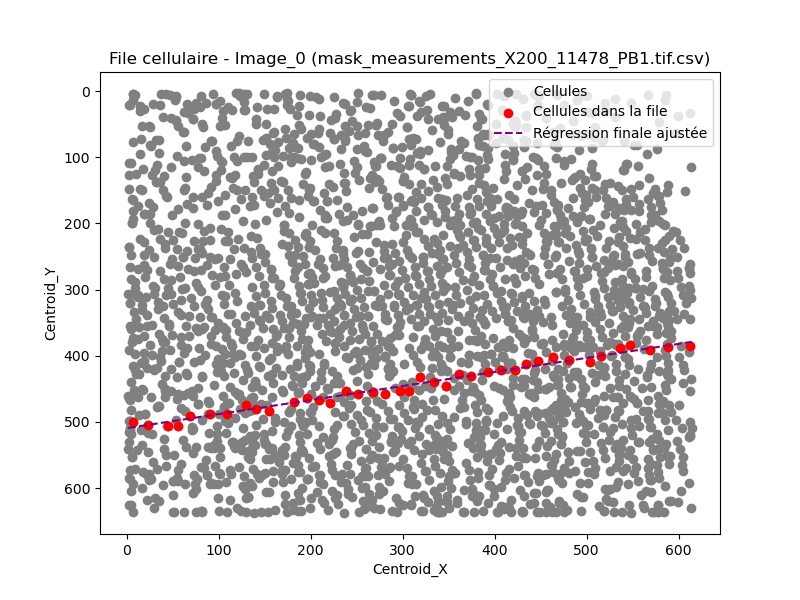 File cellulaire - Image_0 (mask_measurements_X200_11478_PB1.tif.csv)
Cellules
Cellules dans la file
Régression finale ajustée
Centroid_Y
0
100
200
300
400
500
600
0 100 200 300 400 500 600
Centroid_X